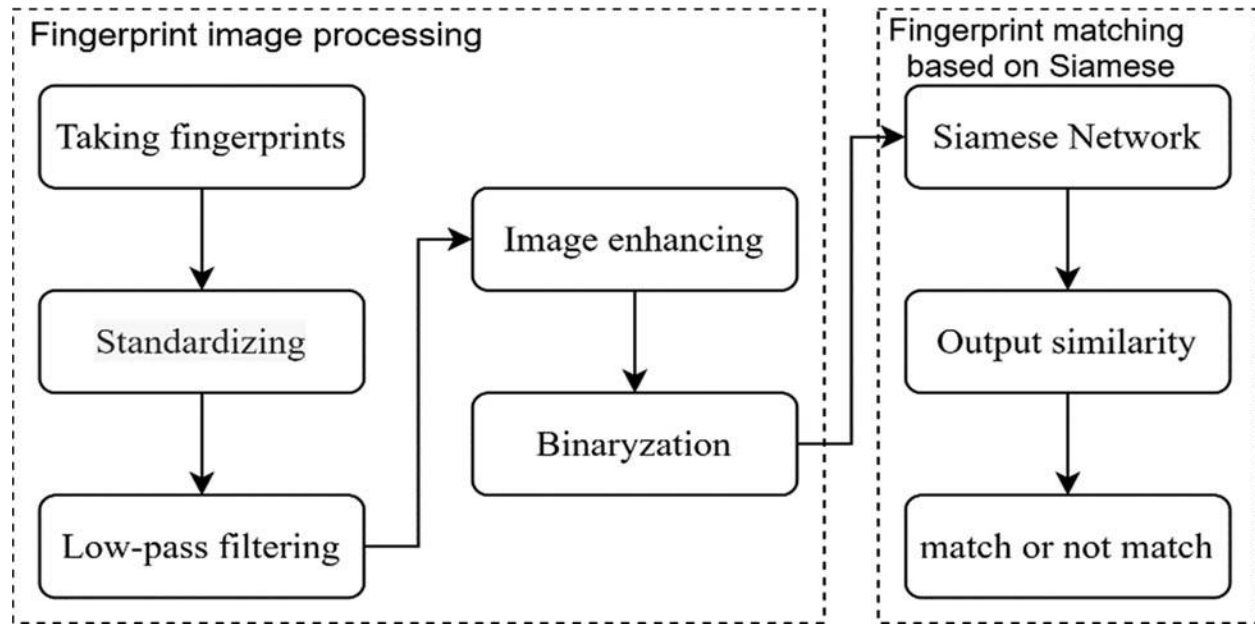 Fingerprint image processing
Taking fingerprints
Standardizing
Low-pass filtering
Image enhancing
Binaryzation
Fingerprint matching
based on Siamese
Siamese Network
Output similarity
match or not match